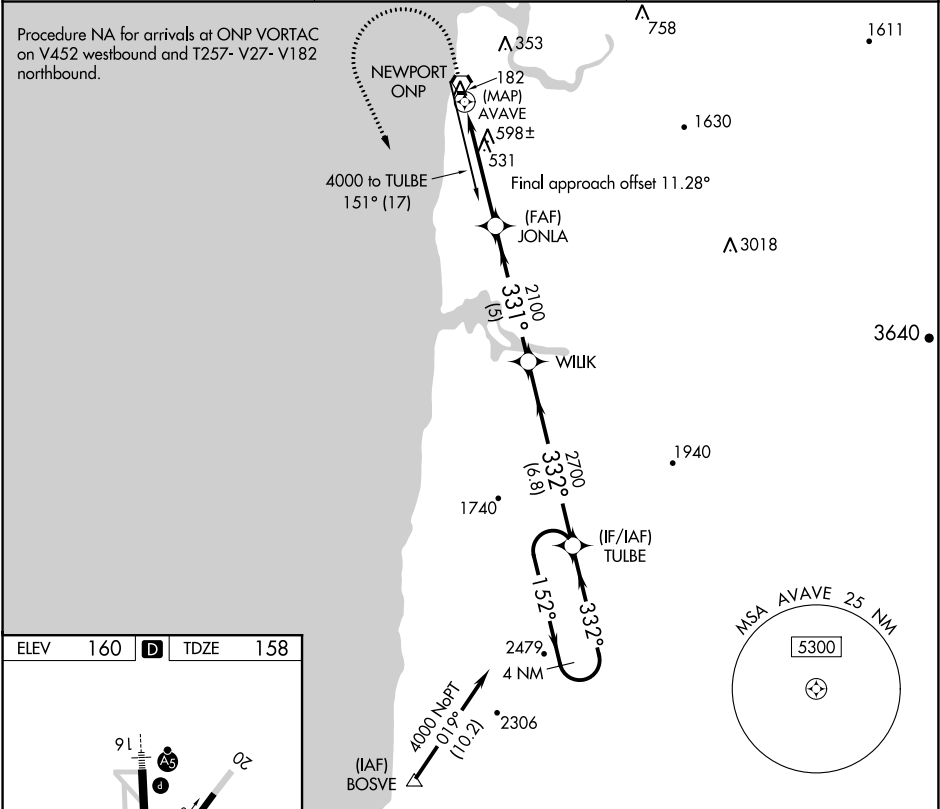 Procedure NA for arrivals at ONP VORTAC
on V452 westbound and T257- V27- V182
northbound.
353
758
1611
NEWPORT
ONP
182
(MAP)
AVAVE
598±
531
1630
4000 to TULBE
151° (17)
Final approach offset 11.28°
(FAF)
JONLA
3018
2100
331°
(5)
3640
WILIK
2700
332°
(6.8)
1940
1740
(IF/IAF)
TULBE
152°
332°
MSA AVAVE 25 NM
5300
2479
4 NM
4000 NoPT
019°
(10.2)
2306
(IAF)
BOSVE
ELEV 160 D TDZE 158
16
A5
P
20